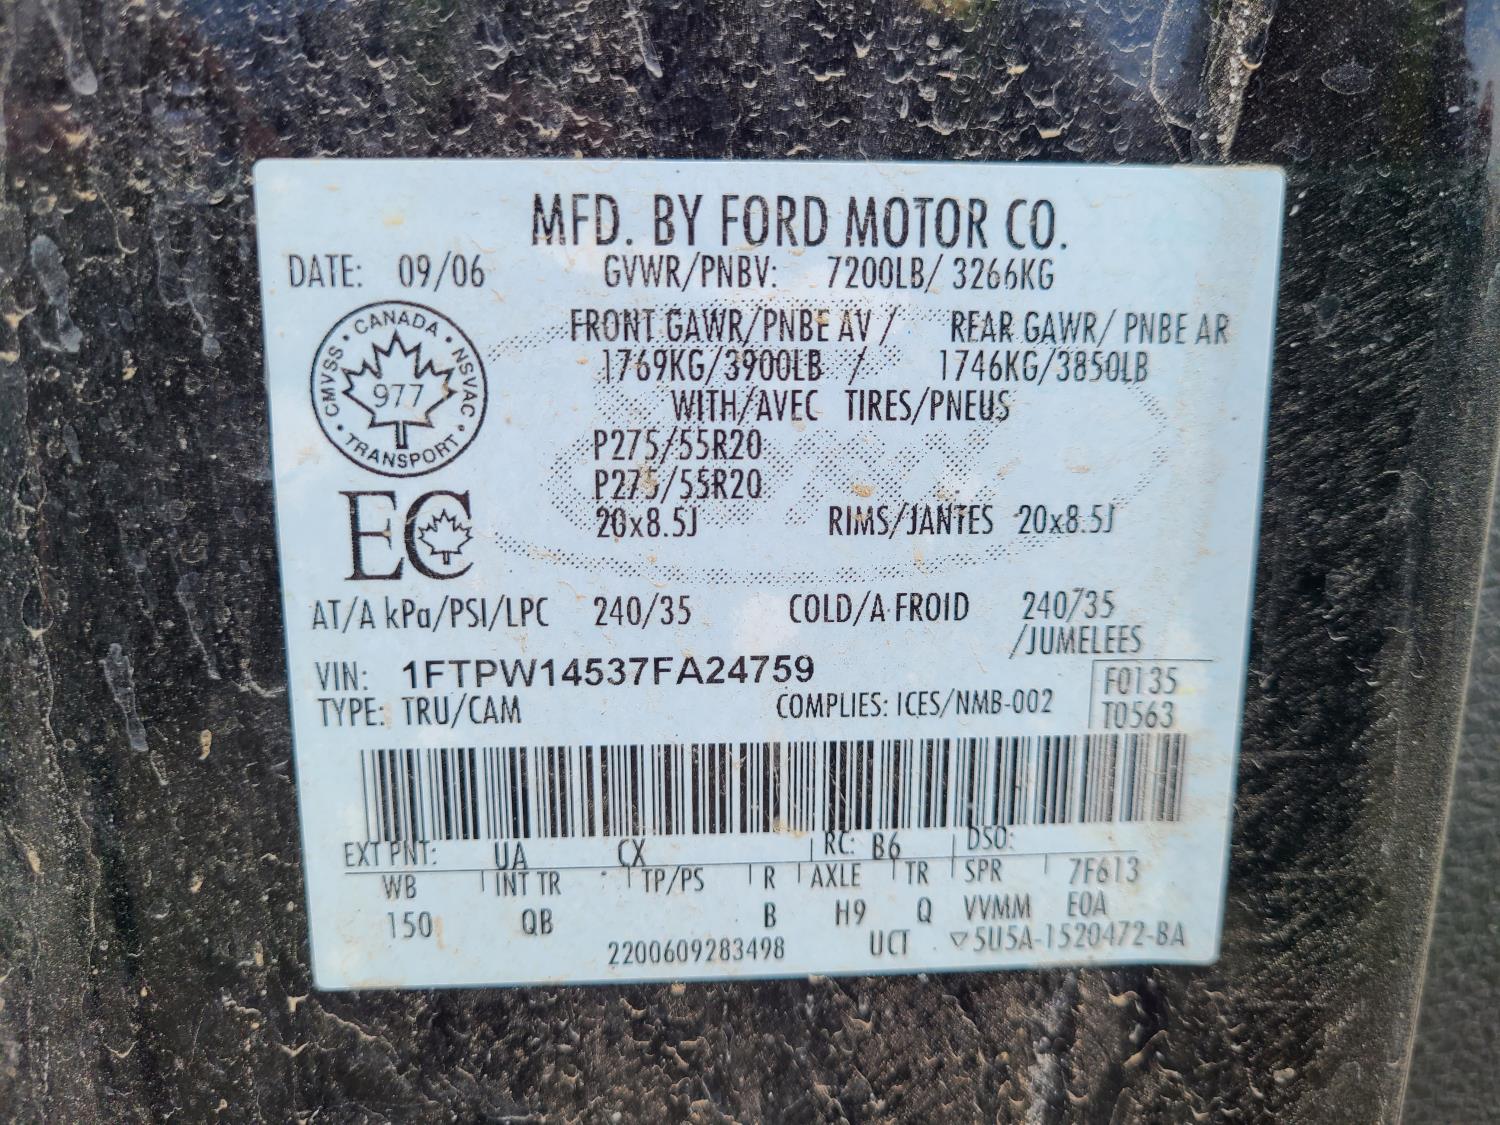 MFD. BY FORD MOTOR CO.
DATE: 09/06 GVWR/PNBV: 7200LB/ 3266KG
CANADA
CMVSS NSVAC
977
TRANSPORT
FRONT GAWR/PNBE AV / REAR GAWR/ PNBE AR
1769KG/3900LB / 1746KG/3850LB
WITH/AVEC TIRES/PNEUS
P275/55R20
P275/55R20
EC
20x8.5J RIMS/JANTES 20x8.5J
AT/A kPa/PSI/LPC 240/35 COLD/A FROID 240/35
/JUMELEES
VIN: 1FTPW14537FA24759 F0135
TYPE: TRU/CAM COMPLIES: ICES/NMB-002 T0563
EXT PNT: UA CX RC: B6 DSO:
WB INT TR TP/PS R AXLE TR SPR 7F613
150 QB B H9 Q VVMM E0A
2200609283498 UCT ▽5U5A-1520472-BA